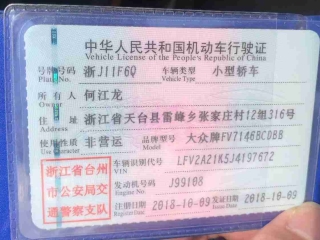 中华人民共和国机动车行驶证
Vehicle License of the People's Republic of China
号牌号码 浙J11F6Q 车辆类型 小型轿车
Plate No. Vehicle Type
所有人 何江龙
Owner
住址 浙江省天台县雷峰乡张家庄村12组316号
Address
使用性质 非营运 品牌型号 大众牌FV7146BCDBB
Use Character Model
浙江省台州
市公安局交
通警察支队
车辆识别代号 LFV2A21K5J4197672
VIN
发动机号码 J99108
Engine No.
注册日期 2018-10-09 发证日期 2018-10-09
Register Date Issue Date